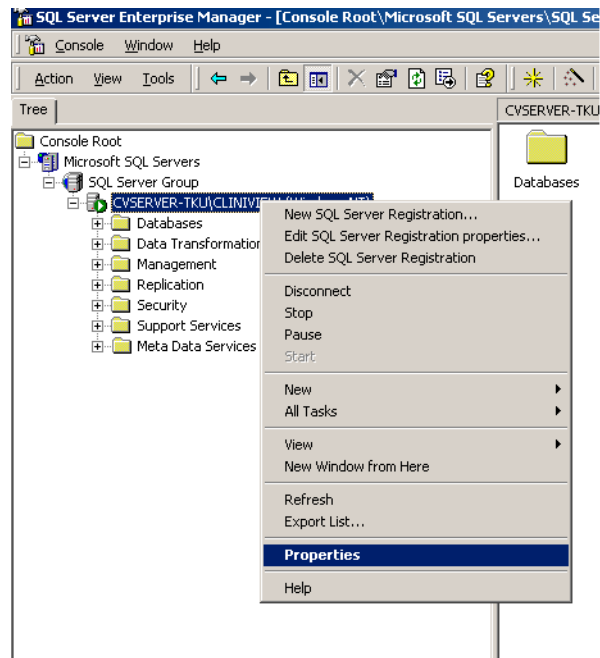 SQL Server Enterprise Manager - [Console Root\Microsoft SQL Servers\SQL Se
Console Window Help
Action View Tools
Tree
CVSERVER-TKU
Console Root
Microsoft SQL Servers
SQL Server Group
CVSERVER-TKU\CLINIVIEW (Windows NT)
Databases
Databases
Data Transformation
Management
Replication
Security
Support Services
Meta Data Services
New SQL Server Registration...
Edit SQL Server Registration properties...
Delete SQL Server Registration
Disconnect
Stop
Pause
Start
New
All Tasks
View
New Window from Here
Refresh
Export List...
Properties
Help